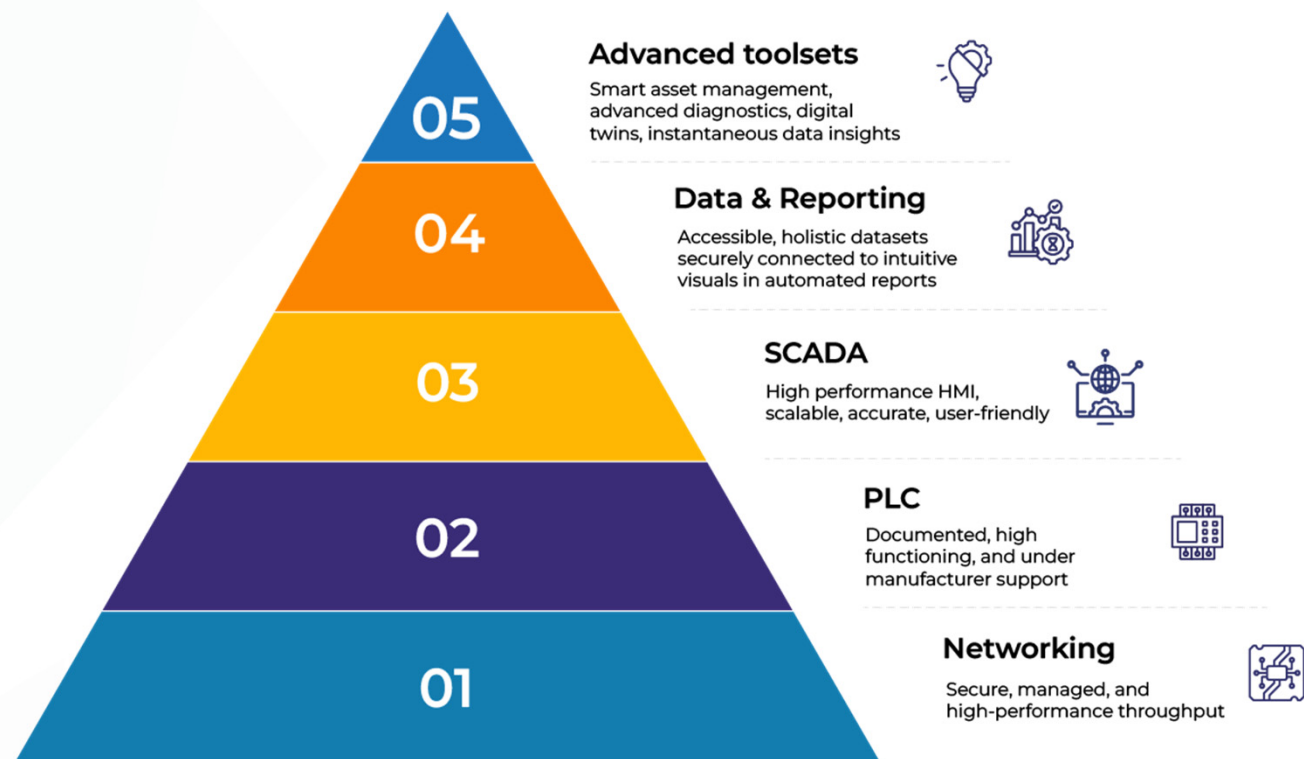 05
Advanced toolsets
Smart asset management,
advanced diagnostics, digital
twins, instantaneous data insights
04
Data & Reporting
Accessible, holistic datasets
securely connected to intuitive
visuals in automated reports
03
SCADA
High performance HMI,
scalable, accurate, user-friendly
02
PLC
Documented, high
functioning, and under
manufacturer support
01
Networking
Secure, managed, and
high-performance throughput